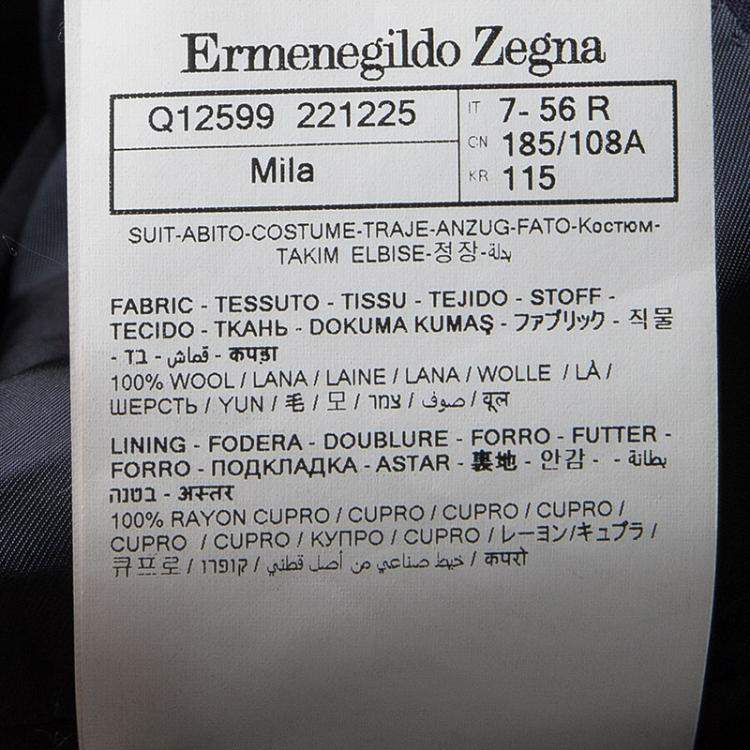 Ermenegildo Zegna
Q12599 221225
Mila
IT 7- 56 R
CN 185/108A
KR 115
SUIT-ABITO-COSTUME-TRAJE-ANZUG-FATO-Костюм-
TAKIM ELBISE-정장-بدلة
FABRIC - TESSUTO - TISSU - TEJIDO - STOFF -
TECIDO - ТКАНЬ - DOKUMA KUMAŞ - ファブリック - 직물
- בד - قماش - कपड़ा
100% WOOL / LANA / LAINE / LANA / WOLLE / LÀ /
ШЕРСТЬ / YUN / 毛 / 모 / צמר / صوف / वूल
LINING - FODERA - DOUBLURE - FORRO - FUTTER -
FORRO - ПОДКЛАДКА - ASTAR - 裏地 - 안감 - - بطانة
בטנה - अस्तर
100% RAYON CUPRO / CUPRO / CUPRO / CUPRO /
CUPRO / CUPRO / КУПРО / CUPRO / レーヨン/キュプラ /
큐프로 / קופרו / خيط صناعي من أصل قطني / कपरो